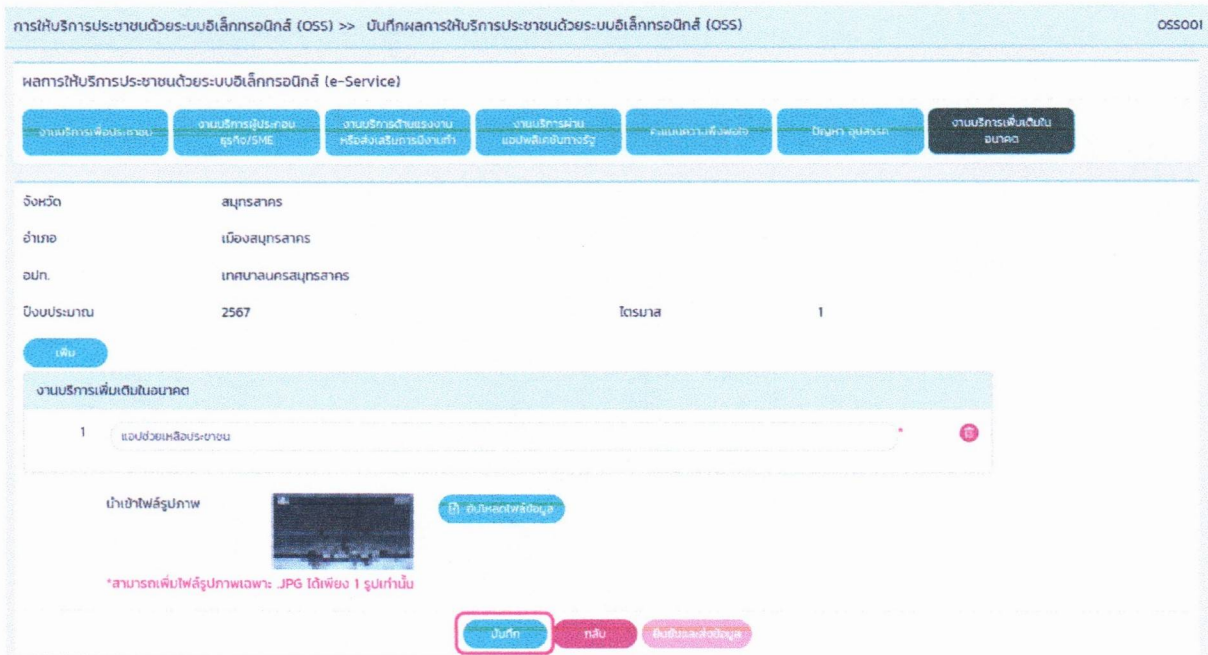 การให้บริการประชาชนด้วยระบบอิเล็กทรอนิกส์ (OSS) >> บันทึกผลการให้บริการประชาชนด้วยระบบอิเล็กทรอนิกส์ (OSS) OSS001
ผลการให้บริการประชาชนด้วยระบบอิเล็กทรอนิกส์ (e-Service)
งานบริการเพื่อประชาชน
งานบริการผู้ประกอบ
ธุรกิจ/SME
งานบริการด้านแรงงาน
หรือส่งเสริมการมีงานทำ
งานบริการผ่าน
แอปพลิเคชันทางรัฐ
คะแนนความพึงพอใจ
ปัญหา อุปสรรค
งานบริการเพิ่มเติมใน
อนาคต
จังหวัด สมุทรสาคร
อำเภอ เมืองสมุทรสาคร
อปท. เทศบาลนครสมุทรสาคร
ปีงบประมาณ 2567 ไตรมาส 1
เพิ่ม
งานบริการเพิ่มเติมในอนาคต
1 แอปช่วยเหลือประชาชน *
นำเข้าไฟล์รูปภาพ อัปโหลดไฟล์ข้อมูล
*สามารถเพิ่มไฟล์รูปภาพเฉพาะ .JPG ได้เพียง 1 รูปเท่านั้น
บันทึก กลับ ยืนยันและส่งข้อมูล